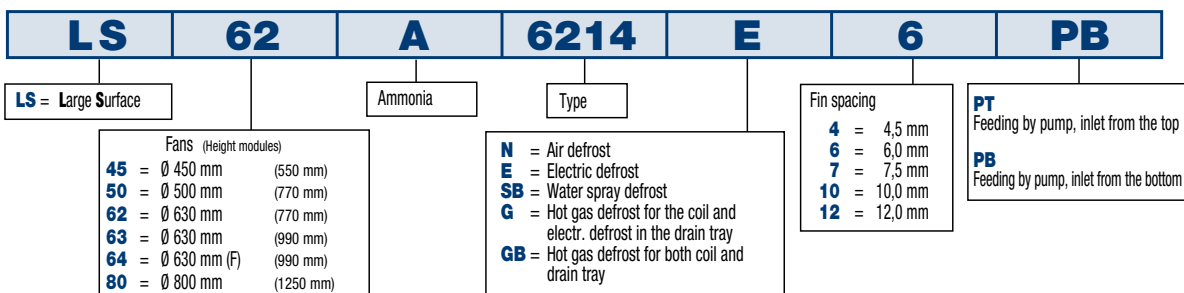 LS 62 A 6214 E 6 PB
LS = Large Surface
Fans (Height modules)
45 = Ø 450 mm (550 mm)
50 = Ø 500 mm (770 mm)
62 = Ø 630 mm (770 mm)
63 = Ø 630 mm (990 mm)
64 = Ø 630 mm (F) (990 mm)
80 = Ø 800 mm (1250 mm)
Ammonia
Type
N = Air defrost
E = Electric defrost
SB = Water spray defrost
G = Hot gas defrost for the coil and
electr. defrost in the drain tray
GB = Hot gas defrost for both coil and
drain tray
Fin spacing
4 = 4,5 mm
6 = 6,0 mm
7 = 7,5 mm
10 = 10,0 mm
12 = 12,0 mm
PT
Feeding by pump, inlet from the top
PB
Feeding by pump, inlet from the bottom